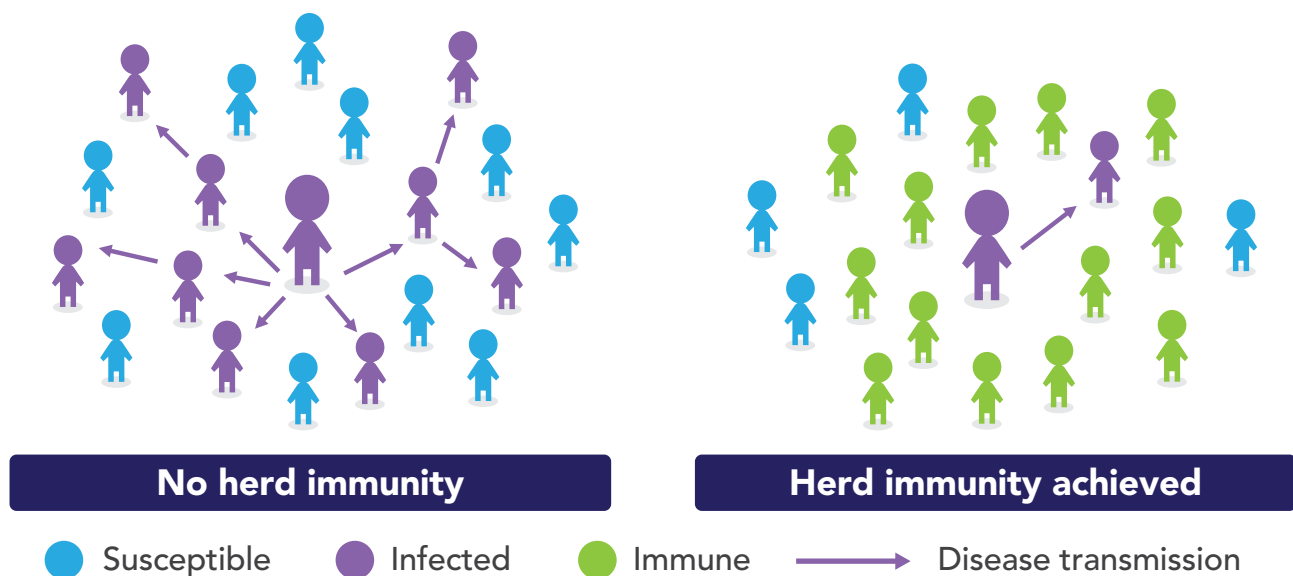 No herd immunity
Herd immunity achieved
Susceptible
Infected
Immune
Disease transmission